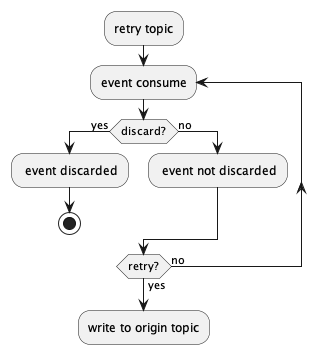 retry topic
event consume
discard?
yes
no
event discarded
event not discarded
retry?
no
yes
write to origin topic